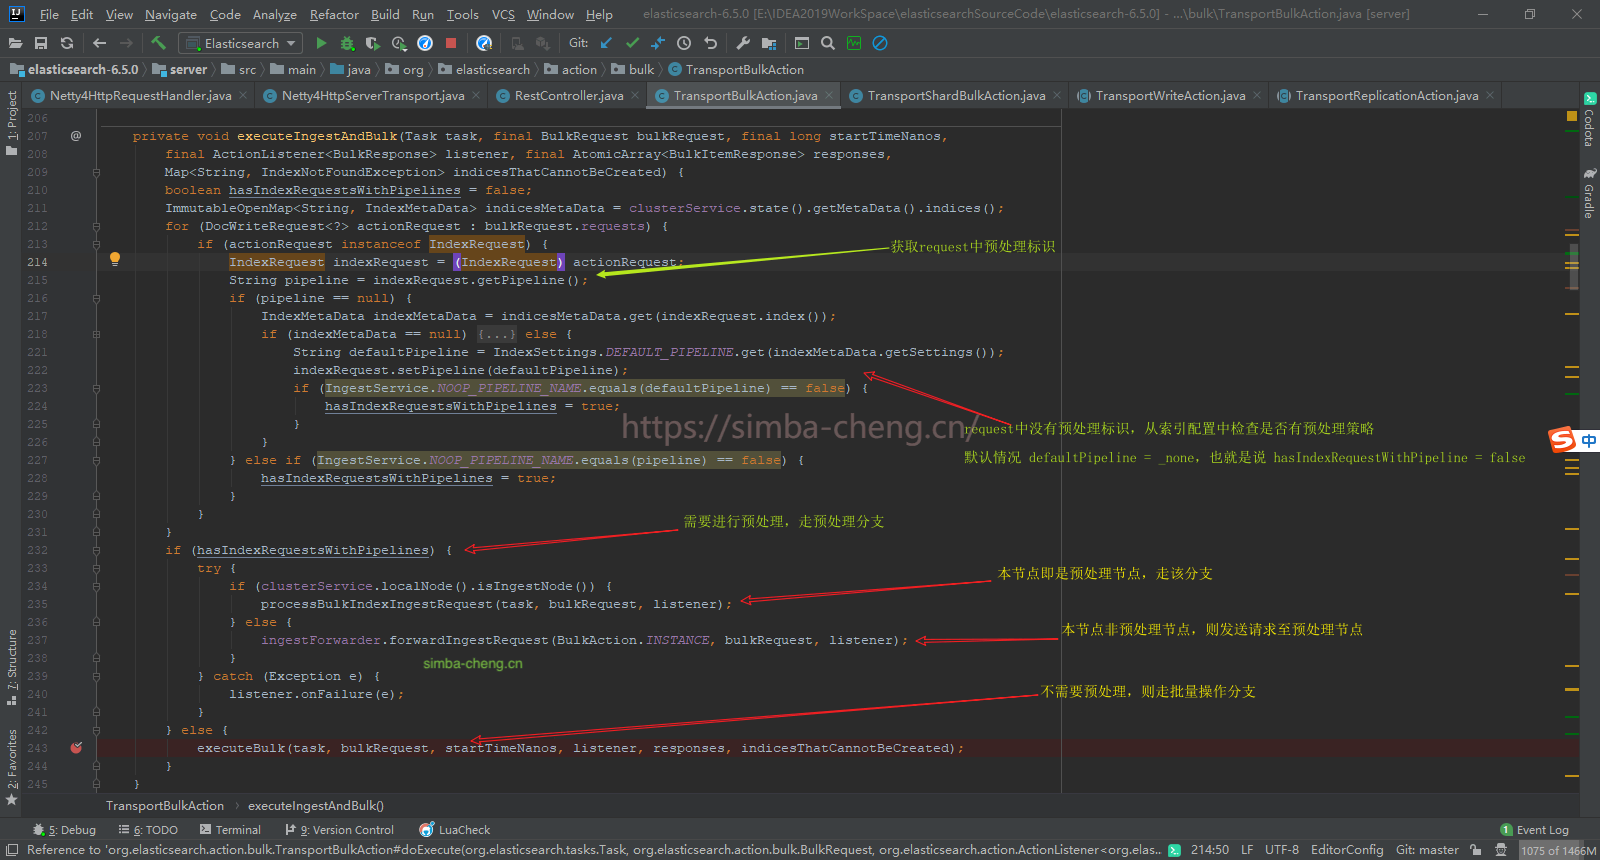 File Edit View Navigate Code Analyze Refactor Build Run Tools VCS Window Help elasticsearch-6.5.0 [E:\IDEA2019WorkSpace\elasticsearchSourceCode\elasticsearch-6.5.0] - ...\bulk\TransportBulkAction.java [server]
Elasticsearch Git:
elasticsearch-6.5.0 server src main java org elasticsearch action bulk TransportBulkAction
Netty4HttpRequestHandler.java Netty4HttpServerTransport.java RestController.java TransportBulkAction.java TransportShardBulkAction.java TransportWriteAction.java TransportReplicationAction.java
1: Project
7: Structure
2: Favorites
Codota
Gradle
206
207 @ private void executeIngestAndBulk(Task task, final BulkRequest bulkRequest, final long startTimeNanos,
208 final ActionListener<BulkResponse> listener, final AtomicArray<BulkItemResponse> responses,
209 Map<String, IndexNotFoundException> indicesThatCannotBeCreated) {
210 boolean hasIndexRequestsWithPipelines = false;
211 ImmutableOpenMap<String, IndexMetaData> indicesMetaData = clusterService.state().getMetaData().indices();
212 for (DocWriteRequest<?> actionRequest : bulkRequest.requests) {
213 if (actionRequest instanceof IndexRequest) {
获取request中预处理标识
214 IndexRequest indexRequest = (IndexRequest) actionRequest;
215 String pipeline = indexRequest.getPipeline();
216 if (pipeline == null) {
217 IndexMetaData indexMetaData = indicesMetaData.get(indexRequest.index());
218 if (indexMetaData == null) {...} else {
221 String defaultPipeline = IndexSettings.DEFAULT_PIPELINE.get(indexMetaData.getSettings());
222 indexRequest.setPipeline(defaultPipeline);
223 if (IngestService.NOOP_PIPELINE_NAME.equals(defaultPipeline) == false) {
224 hasIndexRequestsWithPipelines = true;
https://simba-cheng.cn/
225 }
request中没有预处理标识，从索引配置中检查是否有预处理策略
226 }
默认情况 defaultPipeline = _none，也就是说 hasIndexRequestWithPipeline = false
227 } else if (IngestService.NOOP_PIPELINE_NAME.equals(pipeline) == false) {
228 hasIndexRequestsWithPipelines = true;
229 }
230 }
需要进行预处理，走预处理分支
231 }
232 if (hasIndexRequestsWithPipelines) {
233 try {
本节点即是预处理节点，走该分支
234 if (clusterService.localNode().isIngestNode()) {
235 processBulkIndexIngestRequest(task, bulkRequest, listener);
236 } else {
本节点非预处理节点，则发送请求至预处理节点
237 ingestForwarder.forwardIngestRequest(BulkAction.INSTANCE, bulkRequest, listener);
238 }
simba-cheng.cn
239 } catch (Exception e) {
240 listener.onFailure(e);
不需要预处理，则走批量操作分支
241 }
242 } else {
243 executeBulk(task, bulkRequest, startTimeNanos, listener, responses, indicesThatCannotBeCreated);
244 }
245 }
S 中
TransportBulkAction executeIngestAndBulk()
5: Debug 6: TODO Terminal 9: Version Control LuaCheck 1 Event Log
Reference to 'org.elasticsearch.action.bulk.TransportBulkAction#doExecute(org.elasticsearch.tasks.Task, org.elasticsearch.action.bulk.BulkRequest, org.elasticsearch.action.ActionListener<org.elas... 214:50 LF UTF-8 EditorConfig Git: master 1075 of 1466M